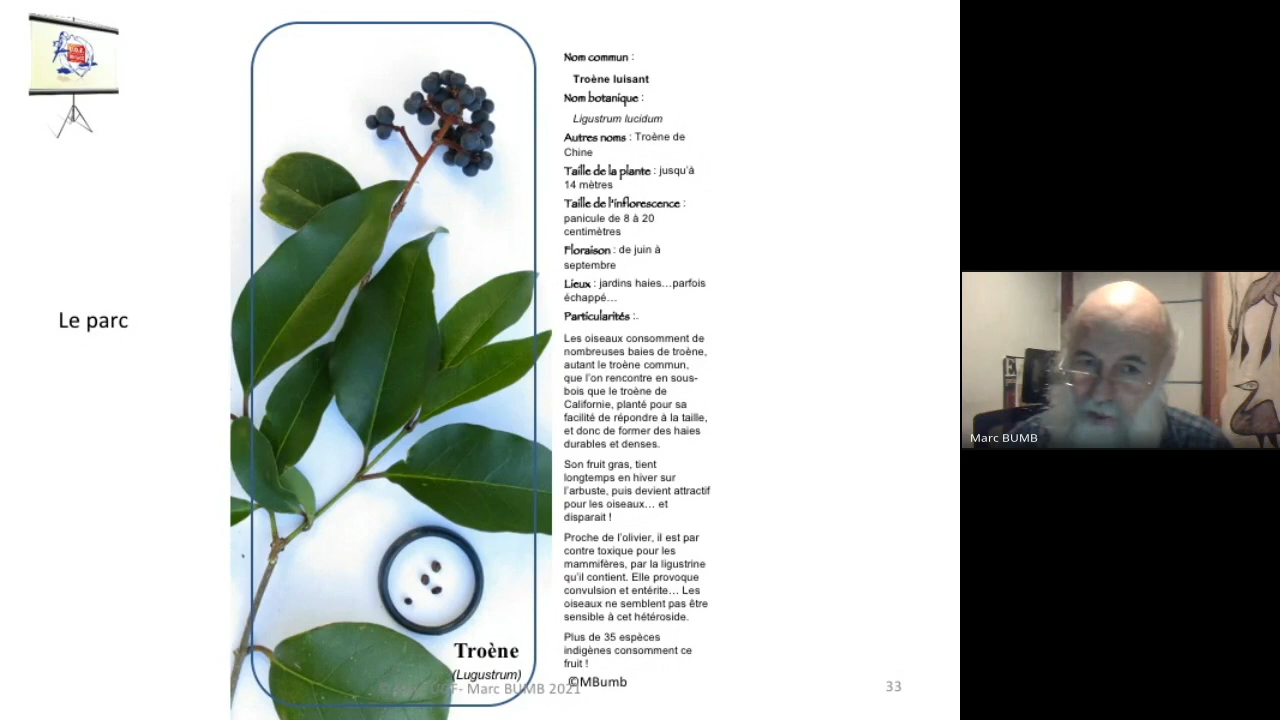 Nom commun :
Troène luisant
Nom botanique :
Ligustrum lucidum
Autres noms : Troène de
Chine
Taille de la plante : jusqu'à
14 mètres
Taille de l'inflorescence :
panicule de 8 à 20
centimètres
Floraison : de juin à
septembre
Lieux : jardins haies…parfois
échappé…
Particularités :.
Les oiseaux consomment de
nombreuses baies de troène,
autant le troène commun,
que l'on rencontre en sous-
bois que le troène de
Californie, planté pour sa
facilité de répondre à la taille,
et donc de former des haies
durables et denses.
Son fruit gras, tient
longtemps en hiver sur
l'arbuste, puis devient attractif
pour les oiseaux… et
disparait !
Proche de l'olivier, il est par
contre toxique pour les
mammifères, par la ligustrine
qu'il contient. Elle provoque
convulsion et entérite… Les
oiseaux ne semblent pas être
sensible à cet hétéroside.
Plus de 35 espèces
indigènes consomment ce
fruit !
©MBumb
Le parc
Troène
(Lugustrum)
- Marc BUMB 2021
33
Marc BUMB